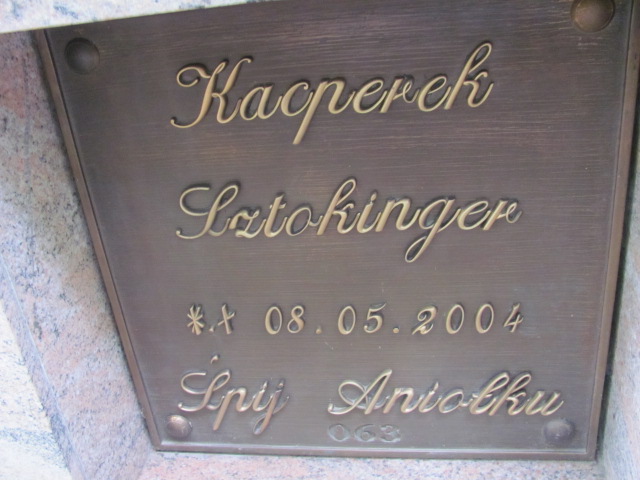 Kacperek
Sztokinger
*.† 08.05.2004
Śpij Aniołku
063